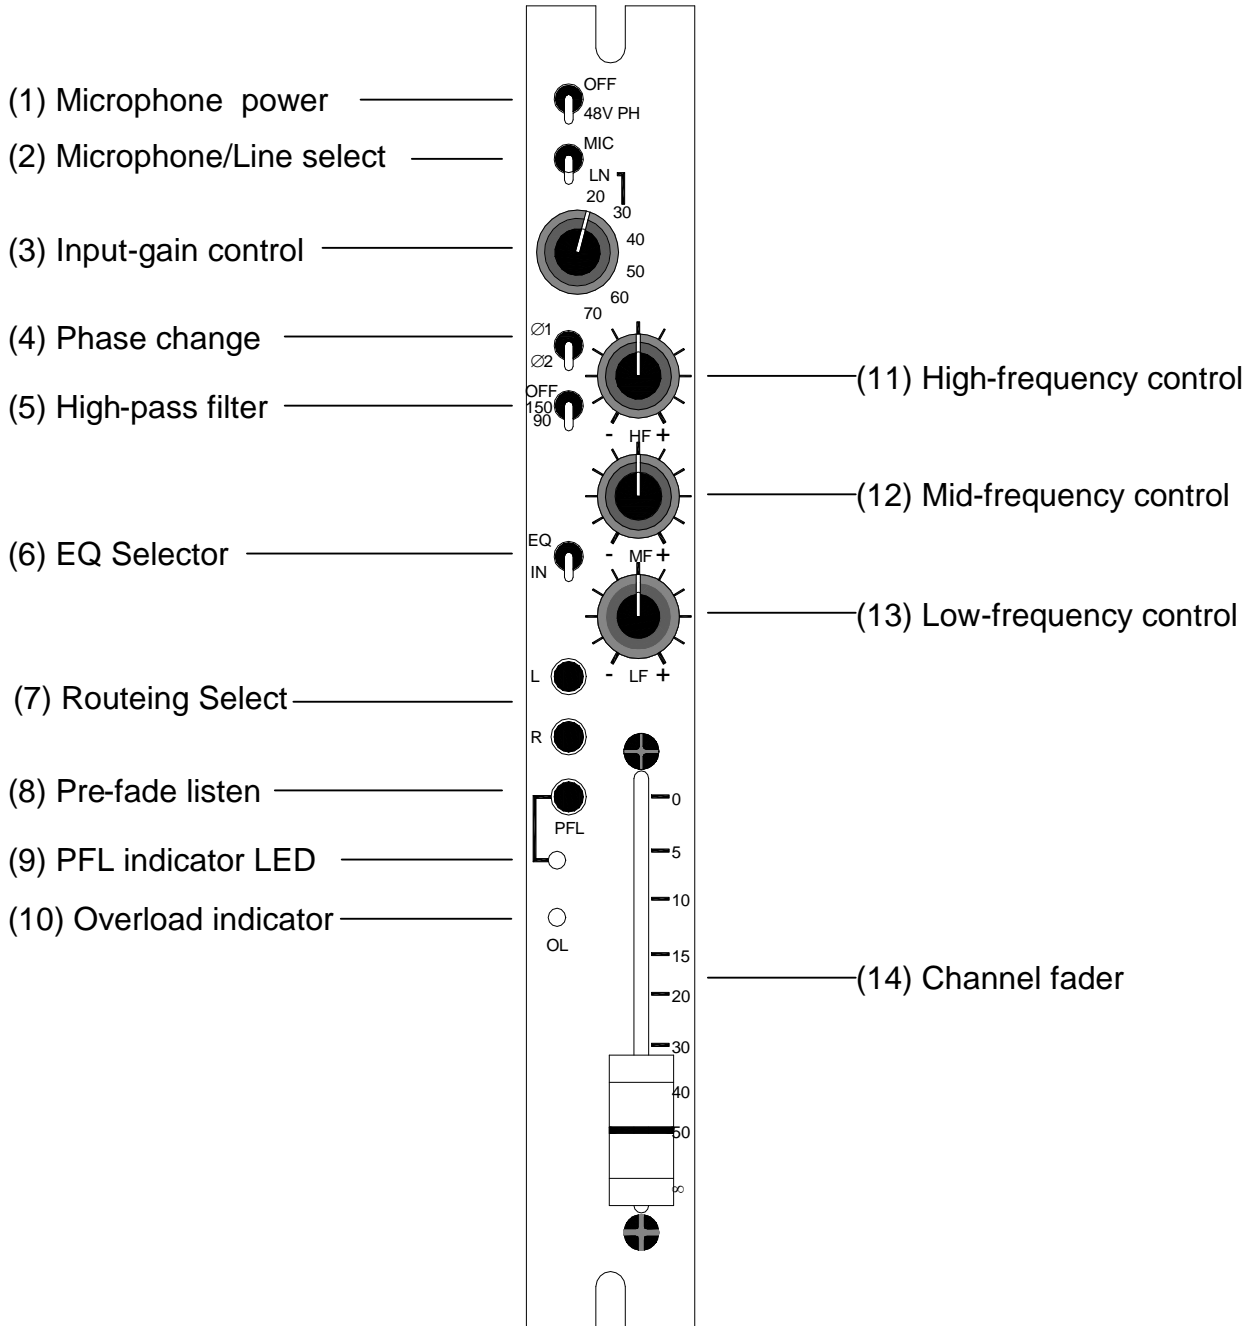 (1) Microphone  power
(2) Microphone/Line select
(3) Input-gain control
(4) Phase change
(5) High-pass filter
(6) EQ Selector
(7) Routeing Select
(8) Pre-fade listen
(9) PFL indicator LED
(10) Overload indicator
OFF
48V PH
MIC
LN
20
30
40
50
60
70
∅1
∅2
OFF
150
90
- HF +
EQ
IN
- MF +
- LF +
L
R
PFL
OL
0
5
10
15
20
30
40
50
∞
(11) High-frequency control
(12) Mid-frequency control
(13) Low-frequency control
(14) Channel fader